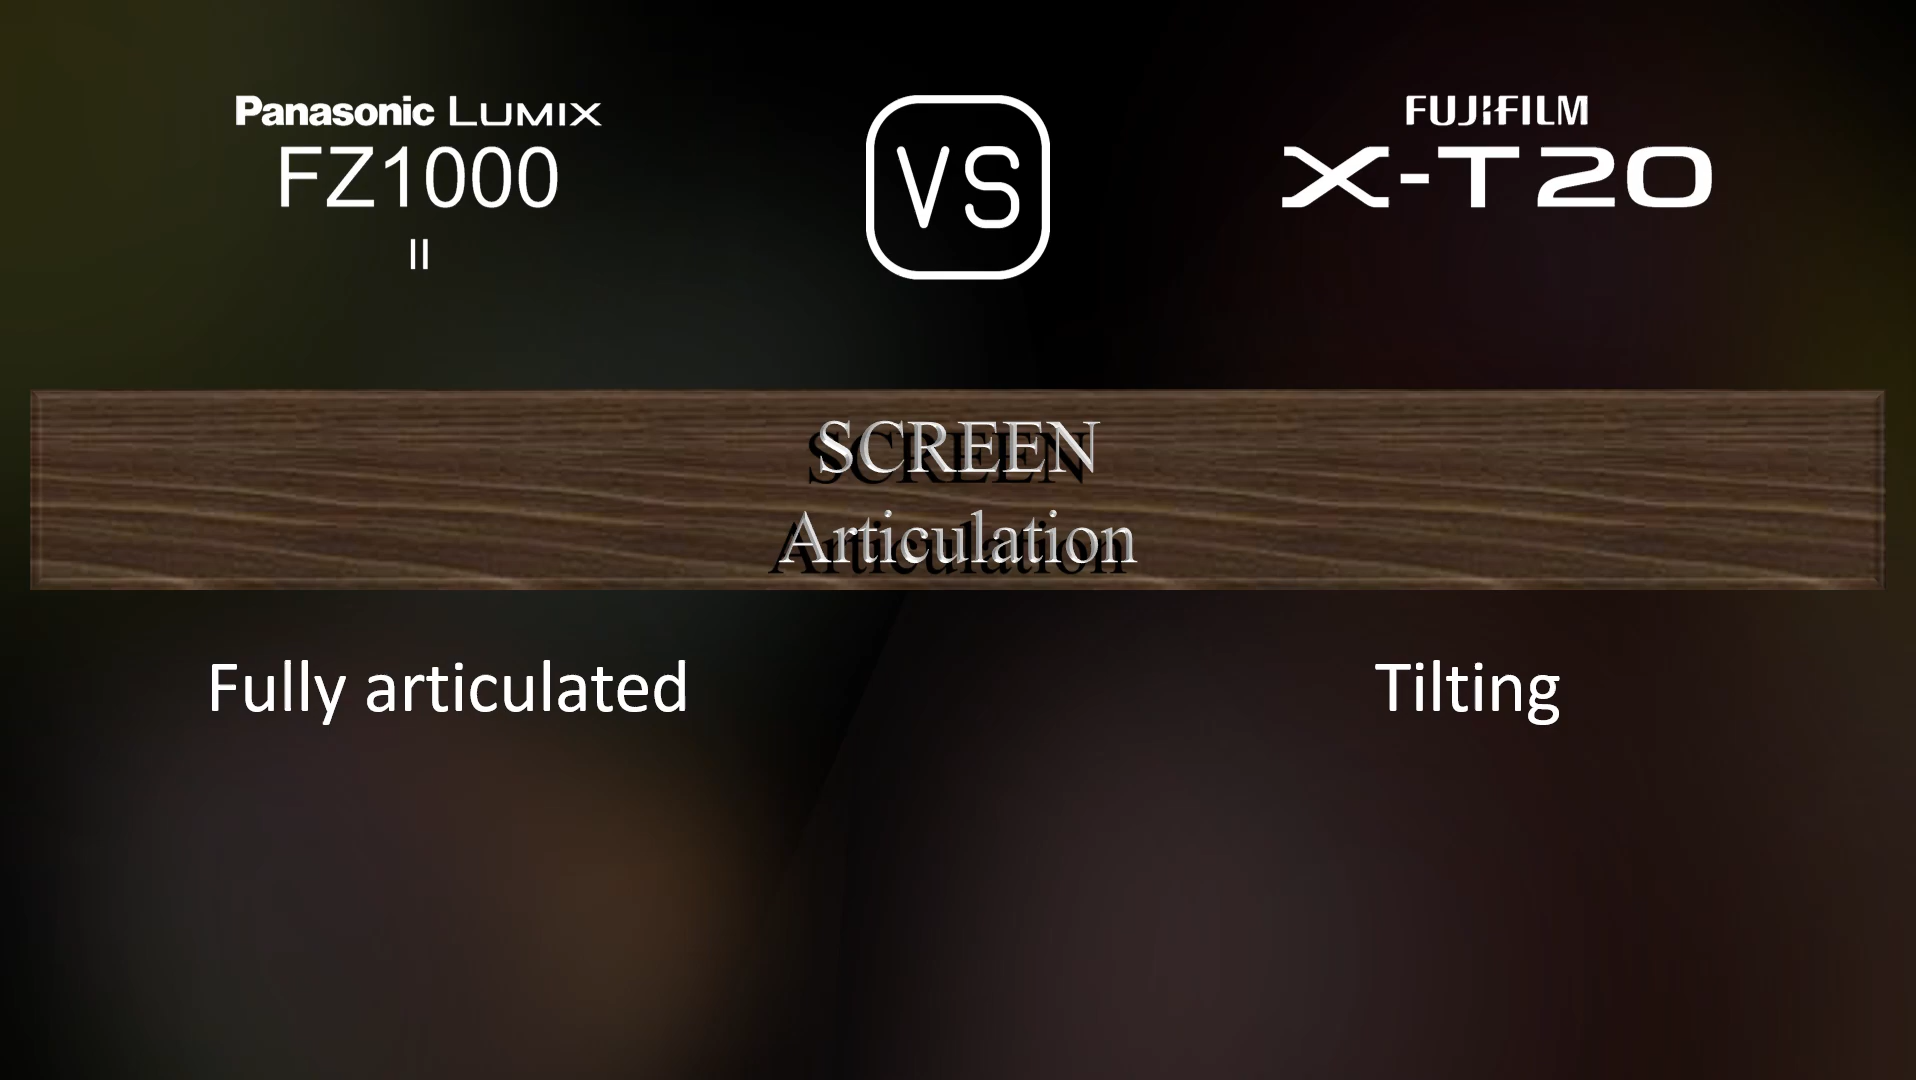 Panasonic LUMIX
FZ1000
II
VS
FUJIFILM
X-T20
SCREEN
Articulation
Fully articulated
Tilting